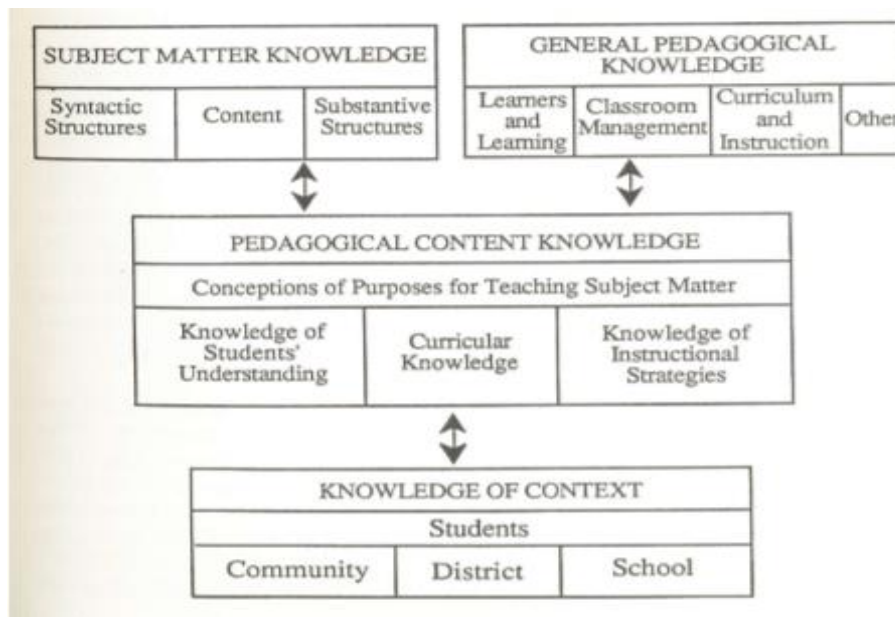 SUBJECT MATTER KNOWLEDGE
Syntactic
Structures
Content
Substantive
Structures
GENERAL PEDAGOGICAL
KNOWLEDGE
Learners
and
Learning
Classroom
Management
Curriculum
and
Instruction
Other
PEDAGOGICAL CONTENT KNOWLEDGE
Conceptions of Purposes for Teaching Subject Matter
Knowledge of
Students'
Understanding
Curricular
Knowledge
Knowledge of
Instructional
Strategies
KNOWLEDGE OF CONTEXT
Students
Community
District
School